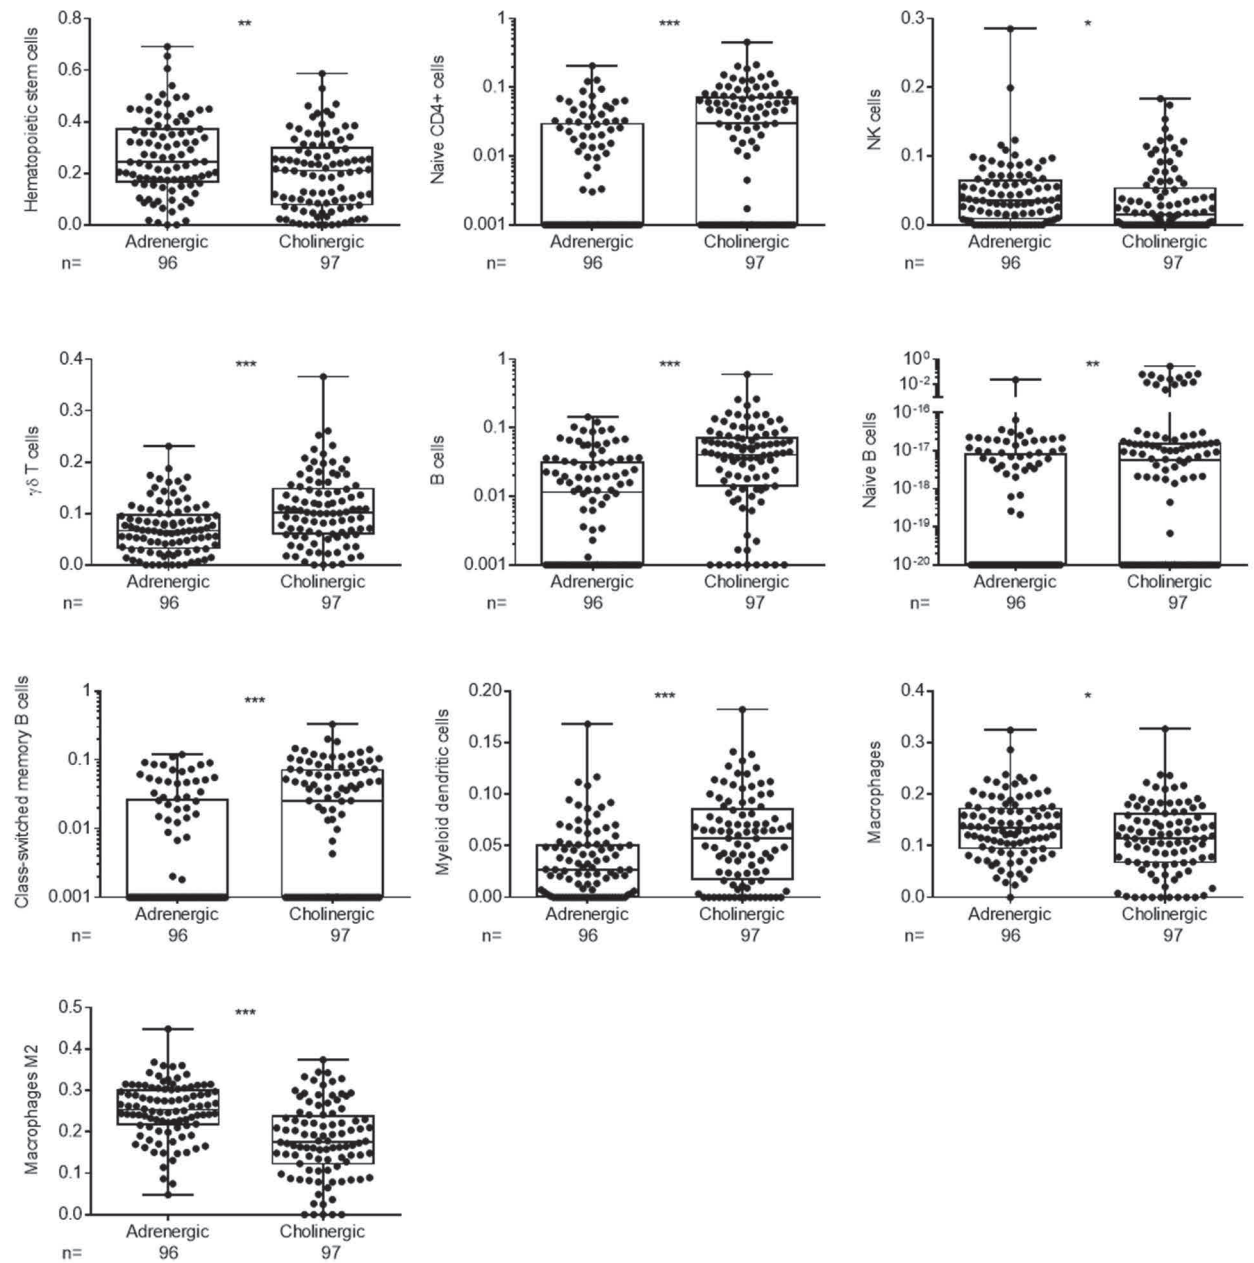 Hematopoietic stem cells
0.8
0.6
0.4
0.2
0.0
**
Adrenergic Cholinergic
n= 96 97
Naive CD4+ cells
1
0.1
0.01
0.001
***
Adrenergic Cholinergic
n= 96 97
NK cells
0.3
0.2
0.1
0.0
*
Adrenergic Cholinergic
n= 96 97
γδ T cells
0.4
0.3
0.2
0.1
0.0
***
Adrenergic Cholinergic
n= 96 97
B cells
1
0.1
0.01
0.001
***
Adrenergic Cholinergic
n= 96 97
Naive B cells
10⁰
10⁻²
10⁻¹⁶
10⁻¹⁷
10⁻¹⁸
10⁻¹⁹
10⁻²⁰
**
Adrenergic Cholinergic
n= 96 97
Class-switched memory B cells
1
0.1
0.01
0.001
***
Adrenergic Cholinergic
n= 96 97
Myeloid dendritic cells
0.20
0.15
0.10
0.05
0.00
***
Adrenergic Cholinergic
n= 96 97
Macrophages
0.4
0.3
0.2
0.1
0.0
*
Adrenergic Cholinergic
n= 96 97
Macrophages M2
0.5
0.4
0.3
0.2
0.1
0.0
***
Adrenergic Cholinergic
n= 96 97